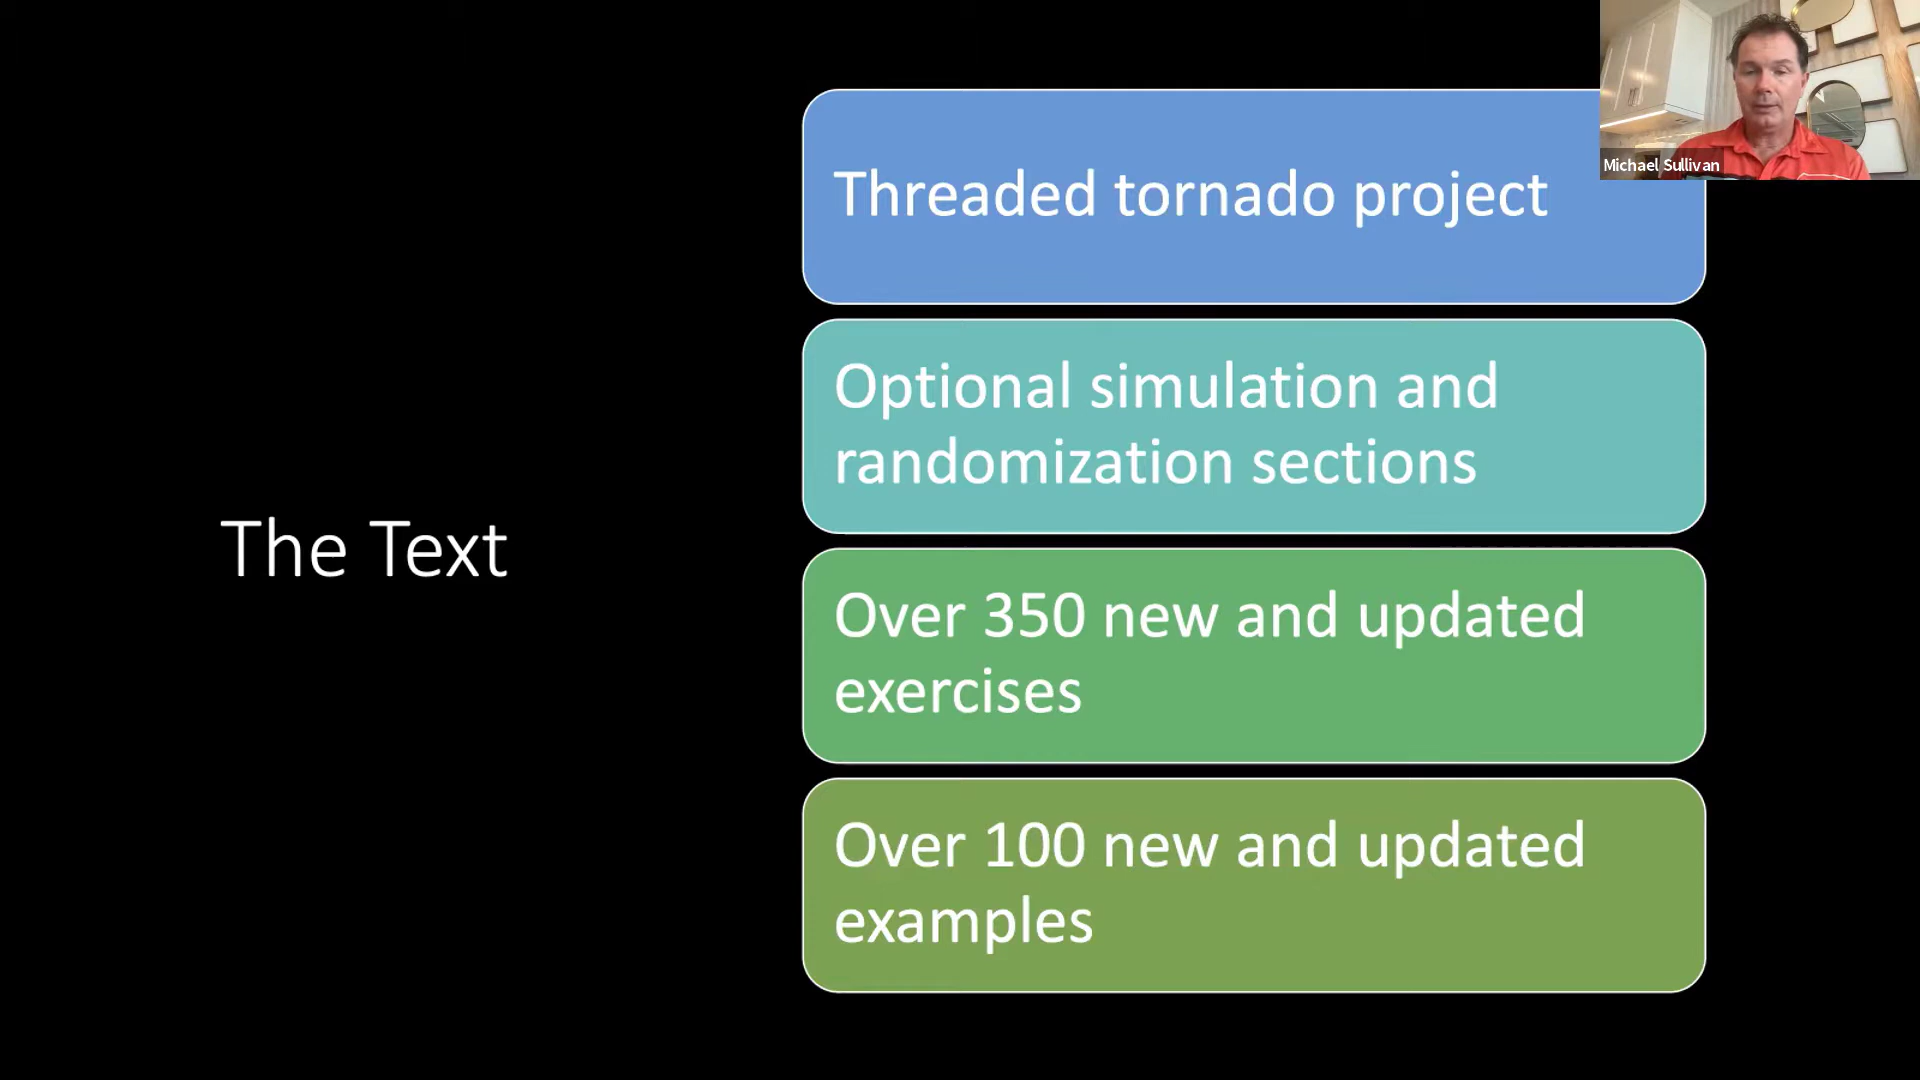 The Text
Threaded tornado project
Optional simulation and
randomization sections
Over 350 new and updated
exercises
Over 100 new and updated
examples
Michael Sullivan